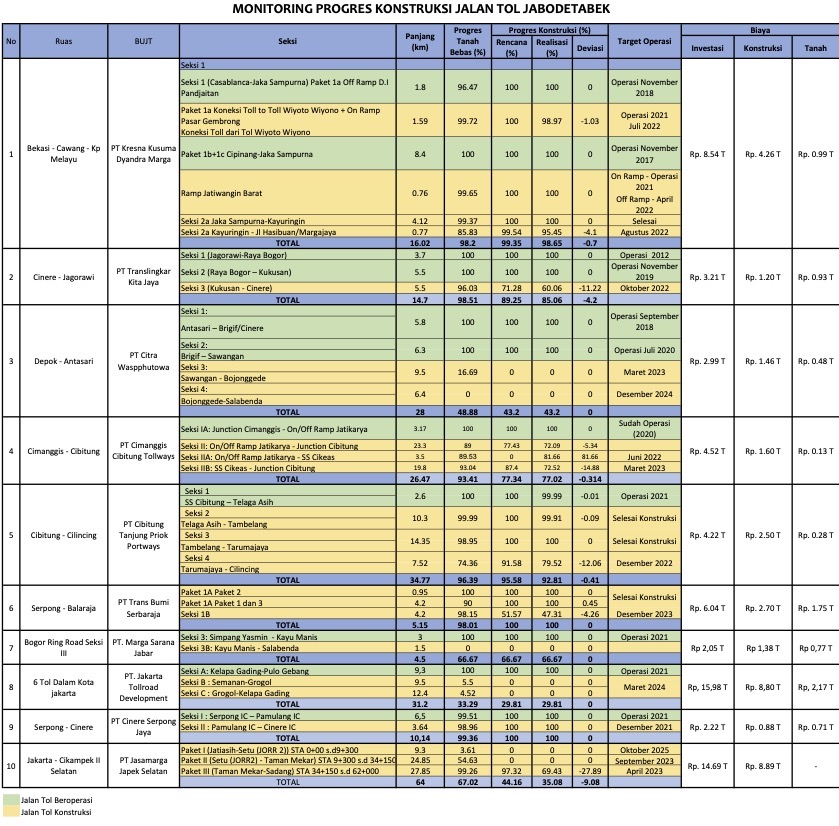 MONITORING PROGRES KONSTRUKSI JALAN TOL JABODETABEK
No Ruas BUJT Seksi Panjang (km) Progres Tanah Bebas (%) Progres Konstruksi (%) Rencana (%) Realisasi (%) Deviasi Target Operasi Biaya Investasi Konstruksi Tanah
1 Bekasi - Cawang - Kp Melayu PT Kresna Kusuma Dyandra Marga Rp. 8.54 T Rp. 4.26 T Rp. 0.99 T
Seksi 1
Seksi 1 (Casablanca-Jaka Sampurna) Paket 1a Off Ramp D.I Pandjaitan 1.8 96.47 100 100 0 Operasi November 2018
Paket 1a Koneksi Toll to Toll Wiyoto Wiyono + On Ramp Pasar Gembrong
Koneksi Toll dari Tol Wiyoto Wiyono 1.59 99.72 100 98.97 -1.03 Operasi 2021 Juli 2022
Paket 1b+1c Cipinang-Jaka Sampurna 8.4 100 100 100 0 Operasi November 2017
Ramp Jatiwangin Barat 0.76 99.65 100 100 0 On Ramp - Operasi 2021 Off Ramp - April 2022
Seksi 2a Jaka Sampurna-Kayuringin 4.12 99.37 100 100 0 Selesai
Seksi 2a Kayuringin - Jl Hasibuan/Margajaya 0.77 85.83 99.54 95.45 -4.1 Agustus 2022
TOTAL 16.02 98.2 99.35 98.65 -0.7
2 Cinere - Jagorawi PT Translingkar Kita Jaya Rp. 3.21 T Rp. 1.20 T Rp. 0.93 T
Seksi 1 (Jagorawi-Raya Bogor) 3.7 100 100 100 0 Operasi 2012
Seksi 2 (Raya Bogor – Kukusan) 5.5 100 100 100 0 Operasi November 2019
Seksi 3 (Kukusan - Cinere) 5.5 96.03 71.28 60.06 -11.22 Oktober 2022
TOTAL 14.7 98.51 89.25 85.06 -4.2
3 Depok - Antasari PT Citra Waspphutowa Rp. 2.99 T Rp. 1.46 T Rp. 0.48 T
Seksi 1:
Antasari – Brigif/Cinere 5.8 100 100 100 0 Operasi September 2018
Seksi 2:
Brigif – Sawangan 6.3 100 100 100 0 Operasi Juli 2020
Seksi 3:
Sawangan - Bojonggede 9.5 16.69 0 0 0 Maret 2023
Seksi 4:
Bojonggede-Salabenda 6.4 0 0 0 0 Desember 2024
TOTAL 28 48.88 43.2 43.2 0
4 Cimanggis - Cibitung PT Cimanggis Cibitung Tollways Rp. 4.52 T Rp. 1.60 T Rp. 0.13 T
Seksi IA: Junction Cimanggis - On/Off Ramp Jatikarya 3.17 100 100 100 0 Sudah Operasi (2020)
Seksi II: On/Off Ramp Jatikarya - Junction Cibitung 23.3 89 77.43 72.09 -5.34
Seksi IIA: On/Off Ramp Jatikarya - SS Cikeas 3.5 89.53 0 81.66 81.66 Juni 2022
Seksi IIB: SS Cikeas - Junction Cibitung 19.8 93.04 87.4 72.52 -14.88 Maret 2023
TOTAL 26.47 93.41 77.34 77.02 -0.314
5 Cibitung - Cilincing PT Cibitung Tanjung Priok Portways Rp. 4.22 T Rp. 2.50 T Rp. 0.28 T
Seksi 1
SS Cibitung – Telaga Asih 2.6 100 100 99.99 -0.01 Operasi 2021
Seksi 2
Telaga Asih - Tambelang 10.3 99.99 100 99.91 -0.09 Selesai Konstruksi
Seksi 3
Tambelang - Tarumajaya 14.35 98.95 100 100 0 Selesai Konstruksi
Seksi 4
Tarumajaya - Cilincing 7.52 74.36 91.58 79.52 -12.06 Desember 2022
TOTAL 34.77 96.39 95.58 92.81 -0.41
6 Serpong - Balaraja PT Trans Bumi Serbaraja Rp. 6.04 T Rp. 2.70 T Rp. 1.75 T
Paket 1A Paket 2 0.95 100 100 100 0 Selesai Konstruksi
Paket 1A Paket 1 dan 3 4.2 90 100 100 0.45
Seksi 1B 4.2 98.15 51.57 47.31 -4.26 Desember 2023
TOTAL 5.15 98.01 100 100 0
7 Bogor Ring Road Seksi III PT. Marga Sarana Jabar Rp 2,05 T Rp 1,38 T Rp 0,77 T
Seksi 3: Simpang Yasmin - Kayu Manis 3 100 100 100 0 Operasi 2021
Seksi 3B: Kayu Manis - Salabenda 1.5 0 0 0 0
TOTAL 4.5 66.67 66.67 66.67 0
8 6 Tol Dalam Kota jakarta PT. Jakarta Tollroad Development Rp, 15,98 T Rp, 8,80 T Rp, 2,17 T
Seksi A: Kelapa Gading-Pulo Gebang 9,3 100 100 100 0 Operasi 2021
Seksi B : Semanan-Grogol 9.5 5.5 0 0 0 Maret 2024
Seksi C : Grogol-Kelapa Gading 12.4 4.52 0 0 0
TOTAL 31.2 33.29 29.81 29.81 0
9 Serpong - Cinere PT Cinere Serpong Jaya Rp. 2.22 T Rp. 0.88 T Rp. 0.71 T
Seksi I : Serpong IC – Pamulang IC 6,5 99.51 100 100 0 Operasi 2021
Seksi II : Pamulang IC – Cinere IC 3.64 98.96 100 100 0 Desember 2021
TOTAL 10,14 99.36 100 100 0
10 Jakarta - Cikampek II Selatan PT Jasamarga Japek Selatan Rp. 14.69 T Rp. 8.89 T -
Paket I (Jatiasih-Setu (JORR 2)) STA 0+00 s.d9+300 9.3 3.61 0 0 0 Oktober 2025
Paket II (Setu (JORR2) - Taman Mekar) STA 9+300 s.d 34+150 24.85 54.63 0 0 0 September 2023
Paket III (Taman Mekar-Sadang) STA 34+150 s.d 62+000 27.85 99.26 97.32 69.43 -27.89 April 2023
TOTAL 64 67.02 44.16 35.08 -9.08
Jalan Tol Beroperasi
Jalan Tol Konstruksi